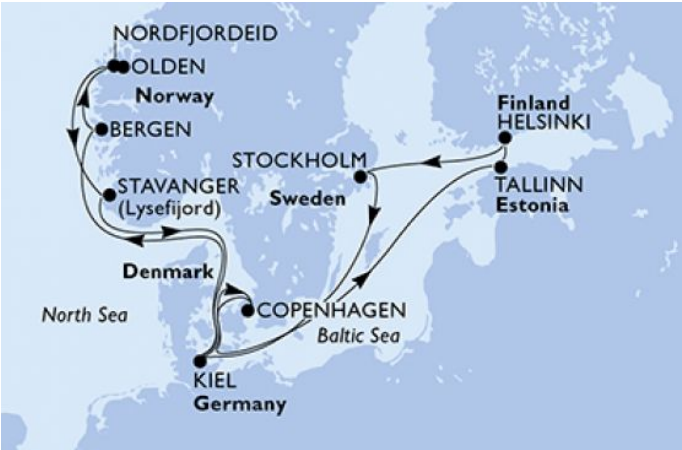 NORDFJORDEID
OLDEN
Norway
BERGEN
Finland
HELSINKI
STOCKHOLM
Sweden
TALLINN
Estonia
STAVANGER
(Lysefijord)
Denmark
North Sea
COPENHAGEN
Baltic Sea
KIEL
Germany